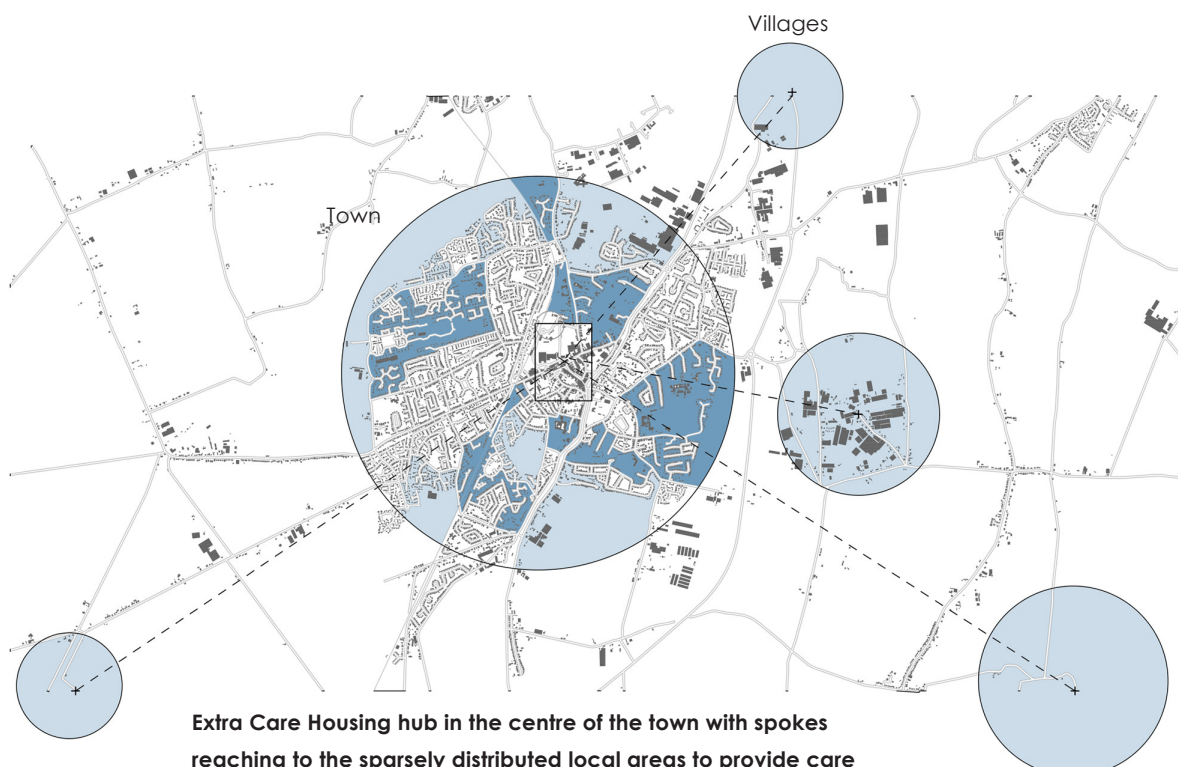 Villages
Town
Extra Care Housing hub in the centre of the town with spokes
reaching to the sparsely distributed local areas to provide care